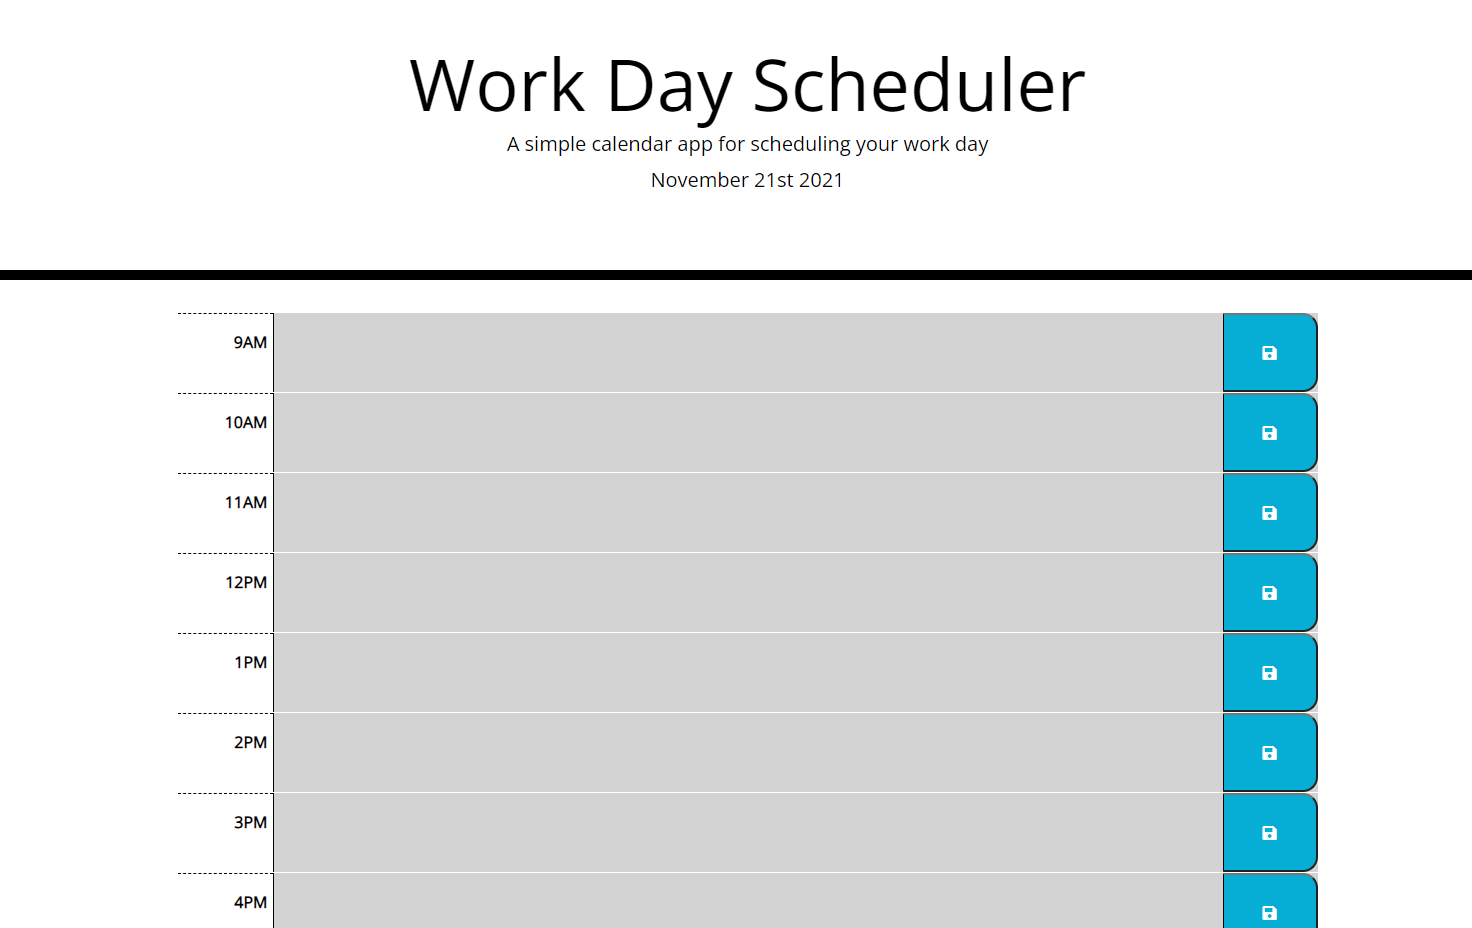 Work Day Scheduler
A simple calendar app for scheduling your work day
November 21st 2021
9AM
10AM
11AM
12PM
1PM
2PM
3PM
4PM